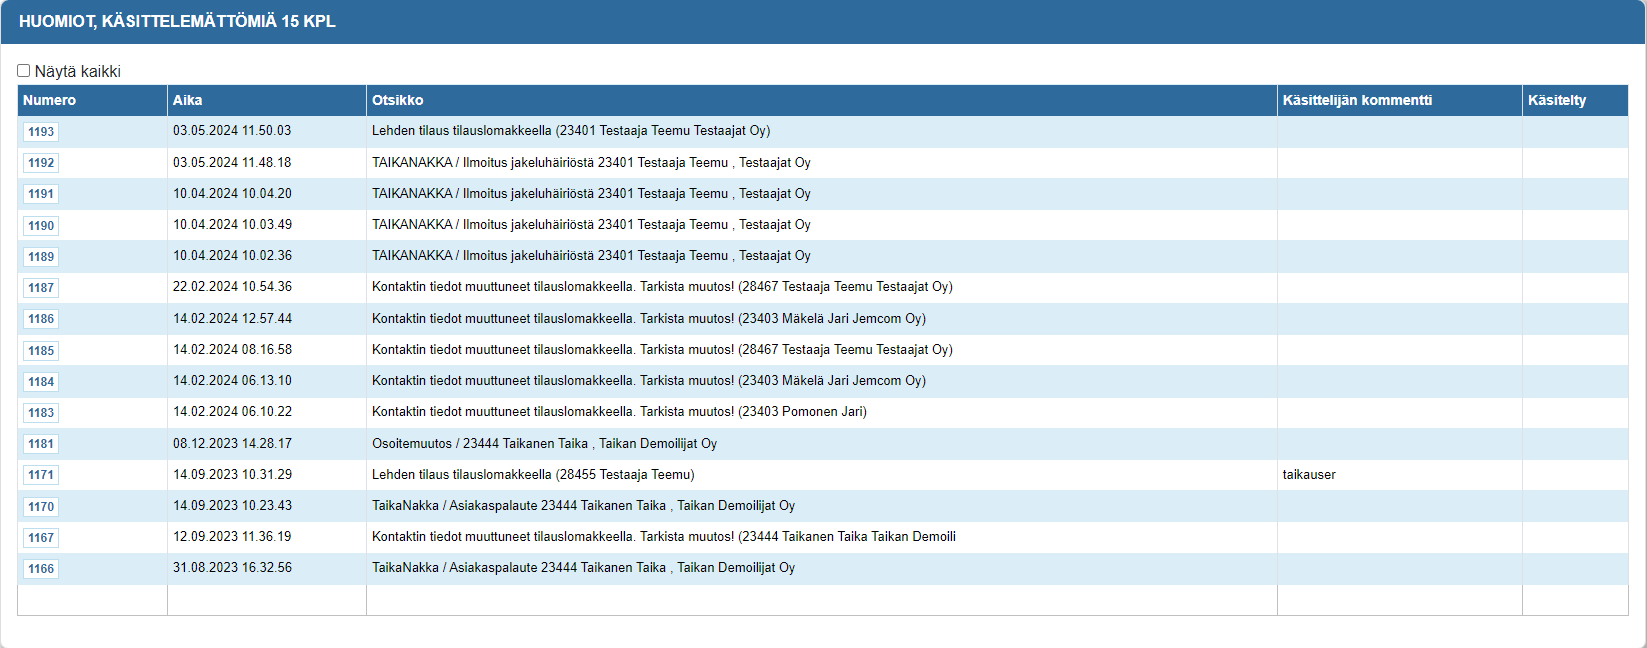 HUOMIOT, KÄSITTELEMÄTTÖMIÄ 15 KPL
Näytä kaikki
Numero Aika Otsikko Käsittelijän kommentti Käsitelty
1193 03.05.2024 11.50.03 Lehden tilaus tilauslomakkeella (23401 Testaaja Teemu Testaajat Oy)
1192 03.05.2024 11.48.18 TAIKANAKKA / Ilmoitus jakeluhäiriöstä 23401 Testaaja Teemu , Testaajat Oy
1191 10.04.2024 10.04.20 TAIKANAKKA / Ilmoitus jakeluhäiriöstä 23401 Testaaja Teemu , Testaajat Oy
1190 10.04.2024 10.03.49 TAIKANAKKA / Ilmoitus jakeluhäiriöstä 23401 Testaaja Teemu , Testaajat Oy
1189 10.04.2024 10.02.36 TAIKANAKKA / Ilmoitus jakeluhäiriöstä 23401 Testaaja Teemu , Testaajat Oy
1187 22.02.2024 10.54.36 Kontaktin tiedot muuttuneet tilauslomakkeella. Tarkista muutos! (28467 Testaaja Teemu Testaajat Oy)
1186 14.02.2024 12.57.44 Kontaktin tiedot muuttuneet tilauslomakkeella. Tarkista muutos! (23403 Mäkelä Jari Jemcom Oy)
1185 14.02.2024 08.16.58 Kontaktin tiedot muuttuneet tilauslomakkeella. Tarkista muutos! (28467 Testaaja Teemu Testaajat Oy)
1184 14.02.2024 06.13.10 Kontaktin tiedot muuttuneet tilauslomakkeella. Tarkista muutos! (23403 Mäkelä Jari Jemcom Oy)
1183 14.02.2024 06.10.22 Kontaktin tiedot muuttuneet tilauslomakkeella. Tarkista muutos! (23403 Pomonen Jari)
1181 08.12.2023 14.28.17 Osoitemuutos / 23444 Taikanen Taika , Taikan Demoilijat Oy
1171 14.09.2023 10.31.29 Lehden tilaus tilauslomakkeella (28455 Testaaja Teemu) taikauser
1170 14.09.2023 10.23.43 TaikaNakka / Asiakaspalaute 23444 Taikanen Taika , Taikan Demoilijat Oy
1167 12.09.2023 11.36.19 Kontaktin tiedot muuttuneet tilauslomakkeella. Tarkista muutos! (23444 Taikanen Taika Taikan Demoili
1166 31.08.2023 16.32.56 TaikaNakka / Asiakaspalaute 23444 Taikanen Taika , Taikan Demoilijat Oy